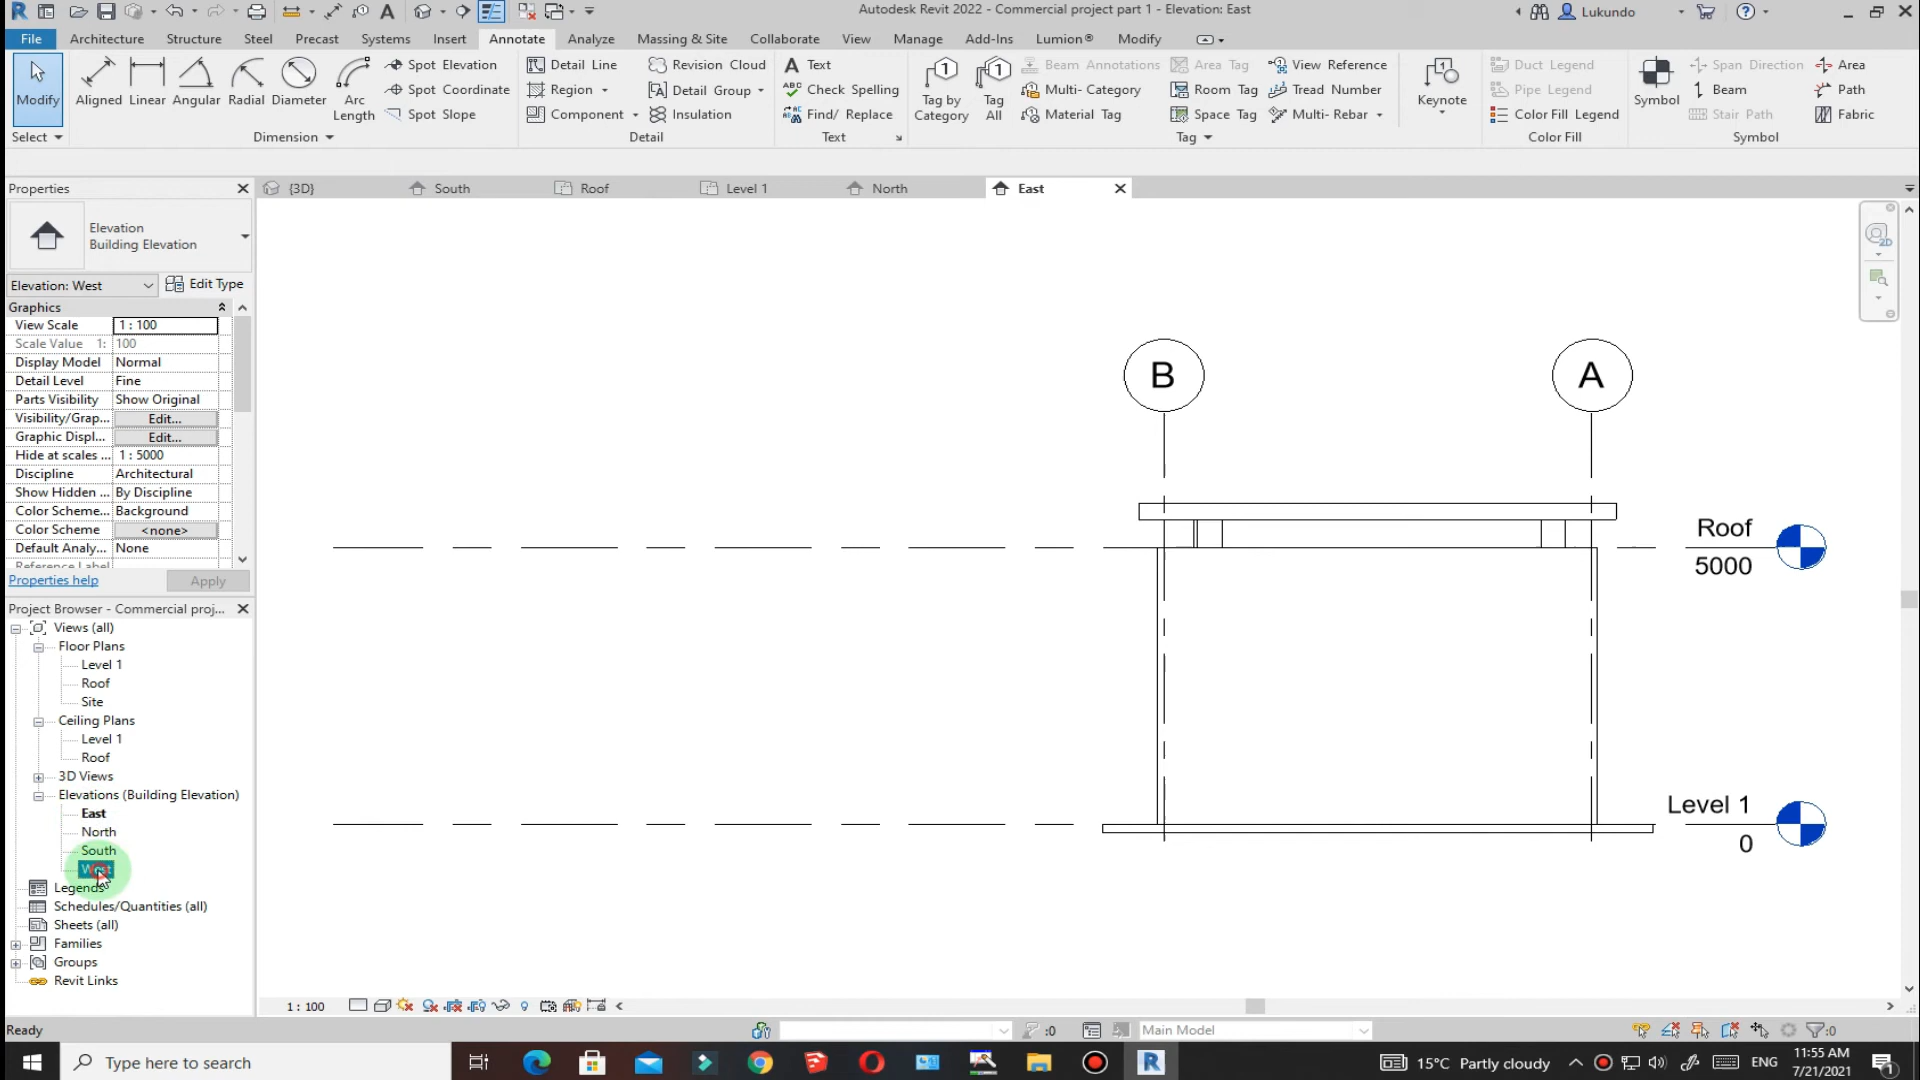 Autodesk Revit 2022 - Commercial project part 1 - Elevation: East
Lukundo
File Architecture Structure Steel Precast Systems Insert Annotate Analyze Massing & Site Collaborate View Manage Add-Ins Lumion® Modify
Modify
Select
Aligned Linear Angular Radial Diameter Arc Length
Spot Elevation
Spot Coordinate
Spot Slope
Dimension
Detail Line
Region
Component
Revision Cloud
Detail Group
Insulation
Detail
Text
Check Spelling
Find/ Replace
Text
Tag by Category
Tag All
Beam Annotations
Multi- Category
Material Tag
Area Tag
Room Tag
Space Tag
View Reference
Tread Number
Multi- Rebar
Tag
Keynote
Duct Legend
Pipe Legend
Color Fill Legend
Color Fill
Symbol
Span Direction
Beam
Stair Path
Area
Path
Fabric
Symbol
Properties
{3D} South Roof Level 1 North East
Elevation
Building Elevation
Elevation: West Edit Type
Graphics
View Scale 1 : 100
Scale Value 1: 100
Display Model Normal
Detail Level Fine
Parts Visibility Show Original
Visibility/Grap... Edit...
Graphic Displ... Edit...
Hide at scales ... 1 : 5000
Discipline Architectural
Show Hidden ... By Discipline
Color Scheme... Background
Color Scheme <none>
Default Analy... None
Reference Label
Properties help Apply
Project Browser - Commercial proj...
Views (all)
Floor Plans
Level 1
Roof
Site
Ceiling Plans
Level 1
Roof
3D Views
Elevations (Building Elevation)
East
North
South
West
Legends
Schedules/Quantities (all)
Sheets (all)
Families
Groups
Revit Links
B A
Roof
5000
Level 1
0
1 : 100
Ready
:0
Main Model
:0
Type here to search
15°C Partly cloudy
ENG
11:55 AM
7/21/2021
1